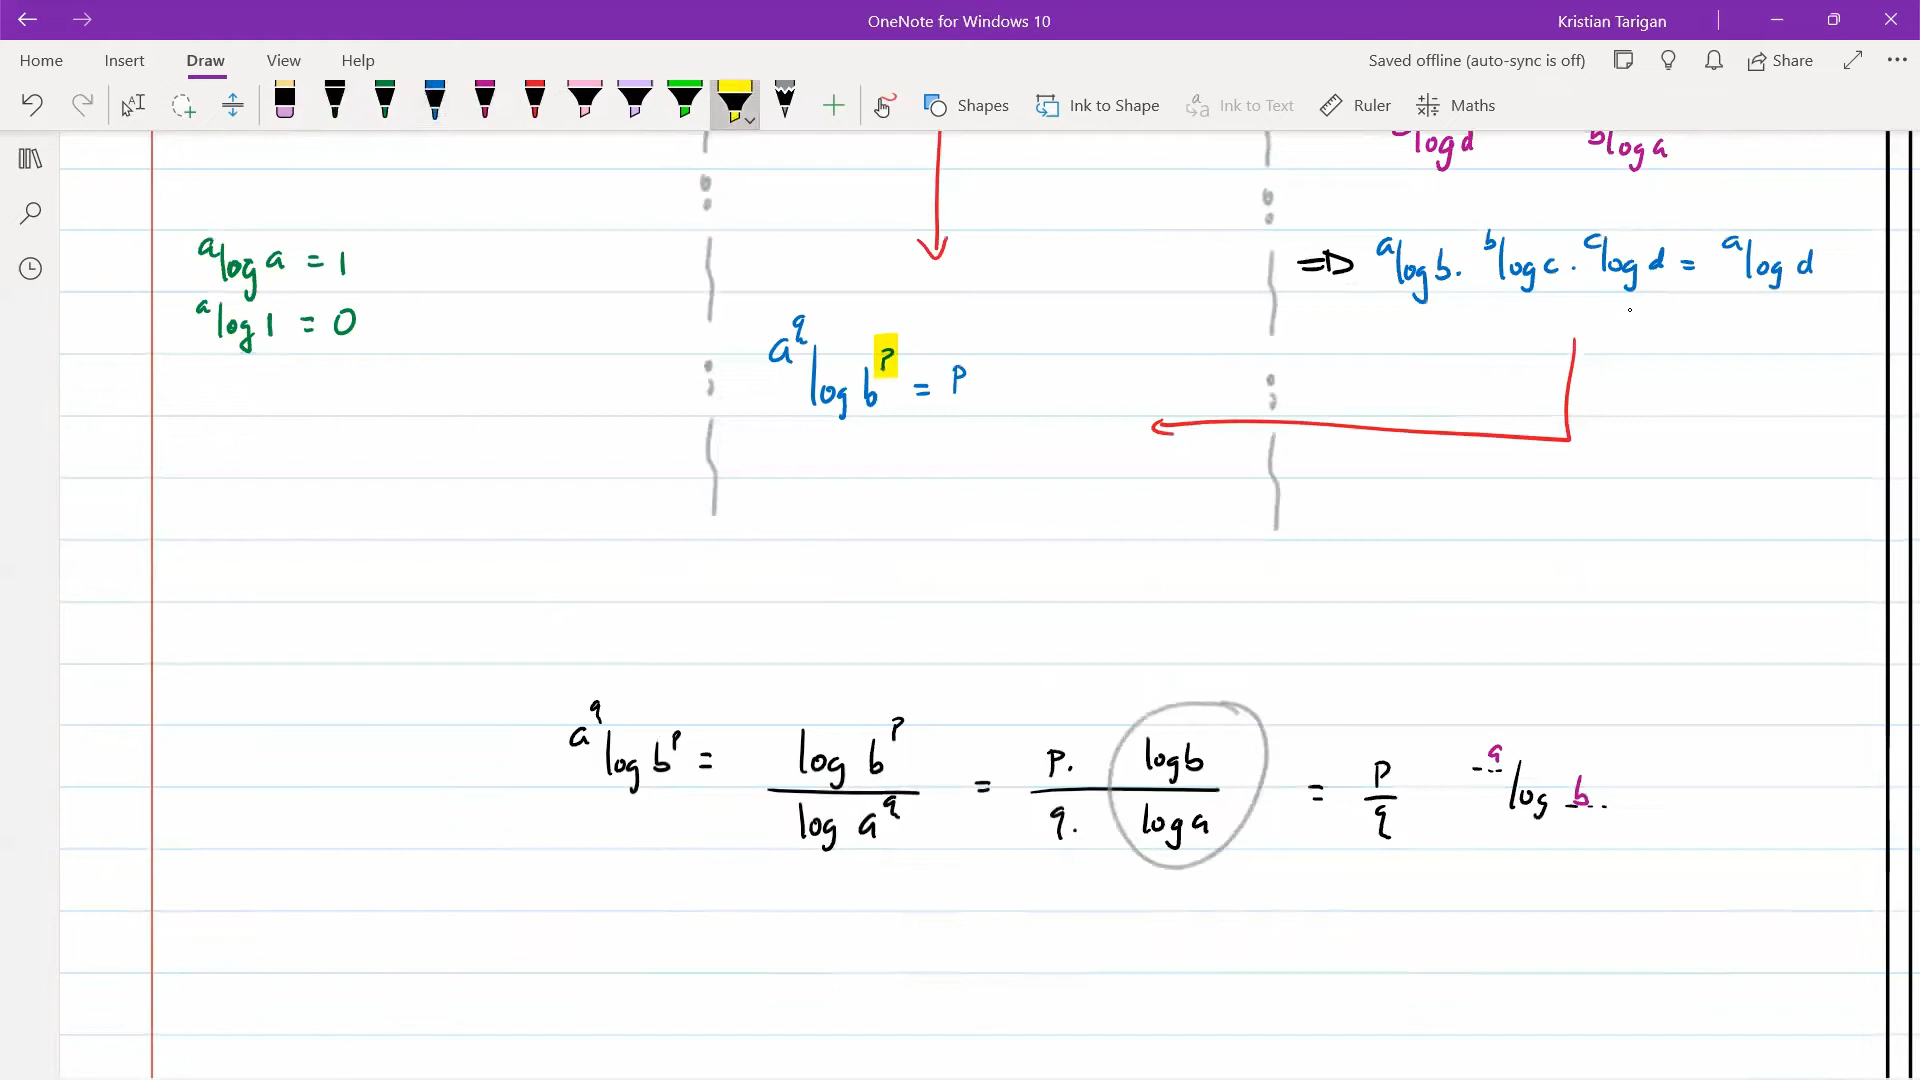 OneNote for Windows 10
Kristian Tarigan
Home Insert Draw View Help
Saved offline (auto-sync is off) Share
Shapes Ink to Shape Ink to Text Ruler Maths
log d ᵇlog a
ᵃlog a = 1
ᵃlog 1 = 0
⇒ ᵃlog b . ᵇlog c . ᶜlog d = ᵃlog d
a^q log b^p = p
a^q log b^p = log b^p / log a^q = p. log b / q. log a = p/q ᵃlog b